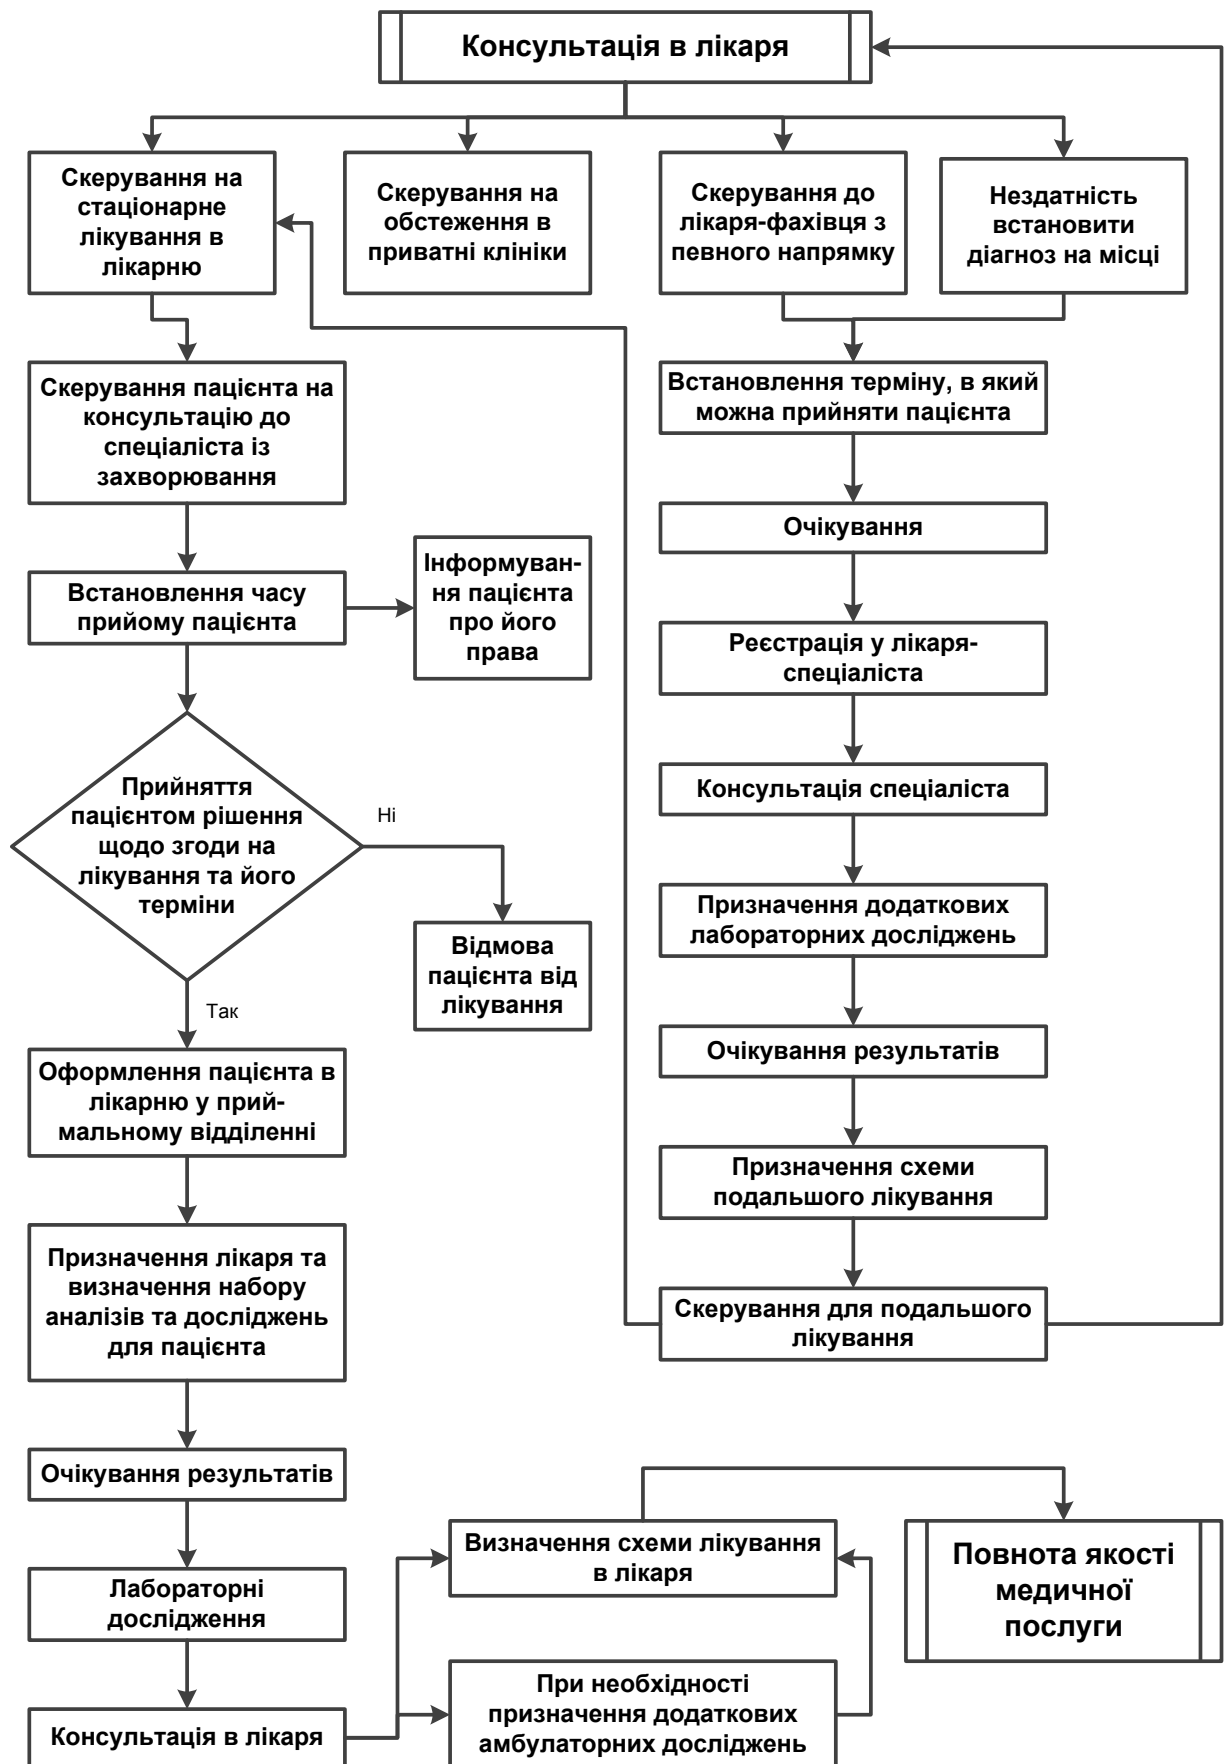 Консультація в лікаря
Скерування на
стаціонарне
лікування в
лікарню
Скерування на
обстеження в
приватні клініки
Скерування до
лікаря-фахівця з
певного напрямку
Нездатність
встановити
діагноз на місці
Скерування пацієнта на
консультацію до
спеціаліста із
захворювання
Встановлення часу
прийому пацієнта
Інформуван-
ня пацієнта
про його
права
Прийняття
пацієнтом рішення
щодо згоди на
лікування та його
терміни
Ні
Відмова
пацієнта від
лікування
Так
Оформлення пацієнта в
лікарню у прий-
мальному відділенні
Призначення лікаря та
визначення набору
аналізів та досліджень
для пацієнта
Очікування результатів
Лабораторні
дослідження
Консультація в лікаря
Встановлення терміну, в який
можна прийняти пацієнта
Очікування
Реєстрація у лікаря-
спеціаліста
Консультація спеціаліста
Призначення додаткових
лабораторних досліджень
Очікування результатів
Призначення схеми
подальшого лікування
Скерування для подальшого
лікування
Визначення схеми лікування
в лікаря
При необхідності
призначення додаткових
амбулаторних досліджень
Повнота якості
медичної
послуги